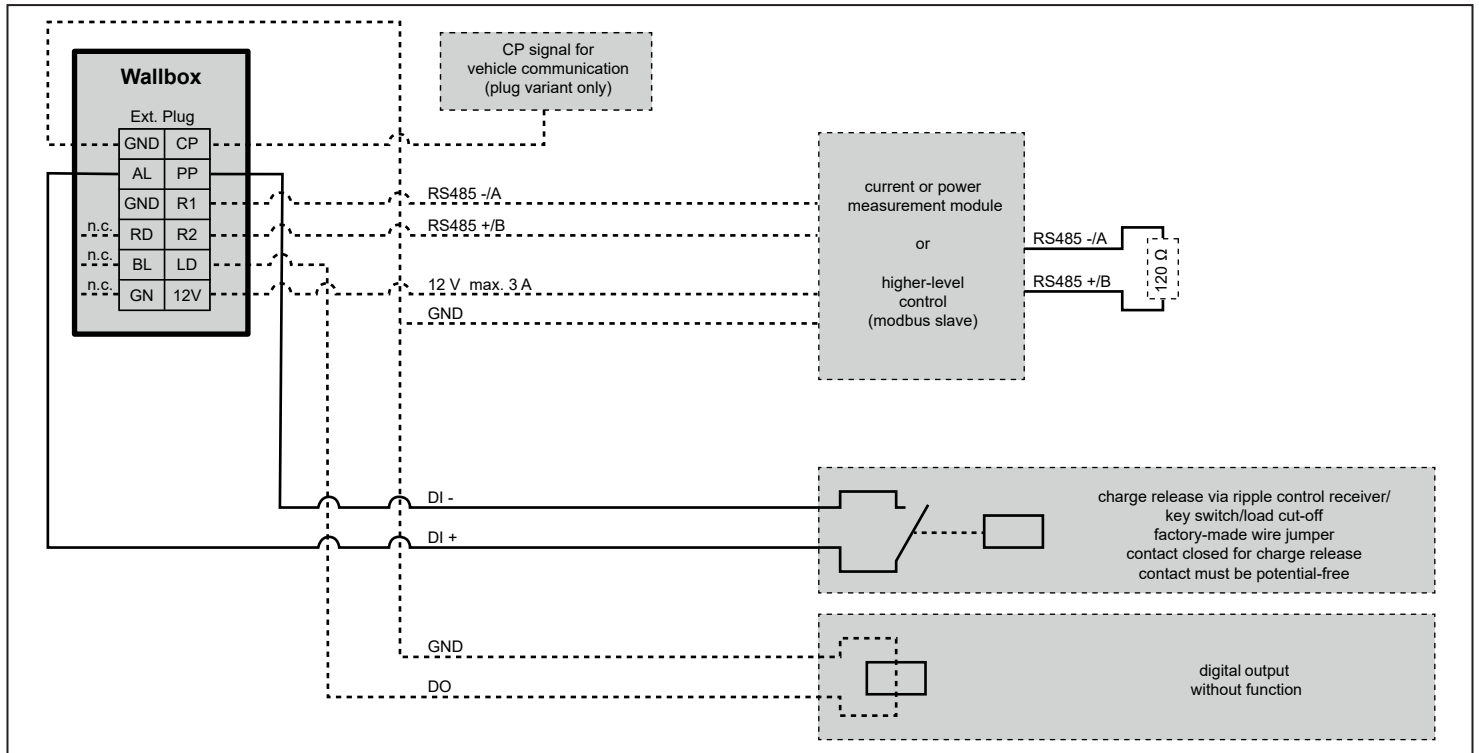 Wallbox
Ext. Plug
GND CP
AL PP
GND R1
n.c. RD R2
n.c. BL LD
n.c. GN 12V
CP signal for
vehicle communication
(plug variant only)
RS485 -/A
RS485 +/B
12 V max. 3 A
GND
current or power
measurement module
or
higher-level
control
(modbus slave)
RS485 -/A
RS485 +/B
120 Ω
DI -
DI +
charge release via ripple control receiver/
key switch/load cut-off
factory-made wire jumper
contact closed for charge release
contact must be potential-free
GND
DO
digital output
without function